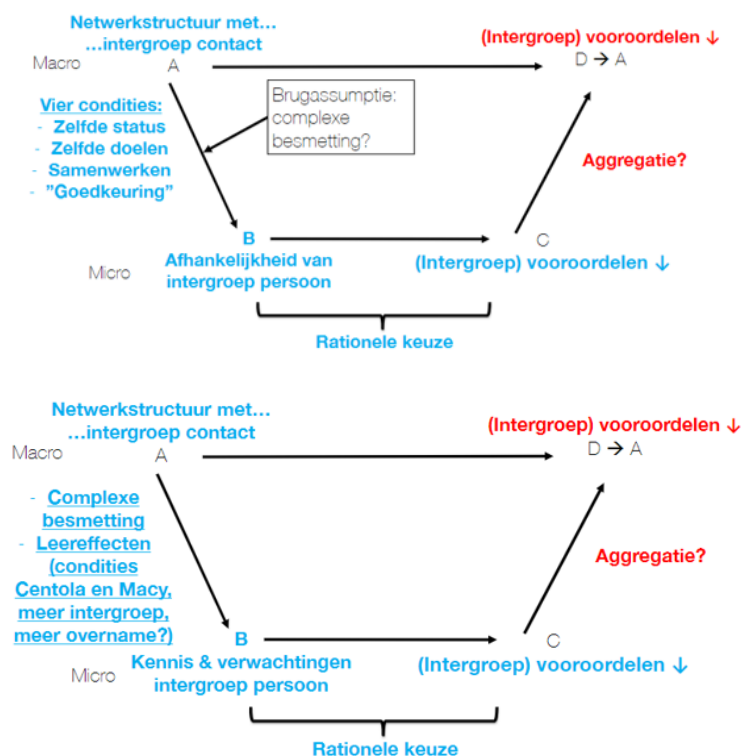 Netwerkstructuur met…
…intergroep contact
(Intergroep) vooroordelen ↓
Macro
A
D → A
Vier condities:
- Zelfde status
- Zelfde doelen
- Samenwerken
- ”Goedkeuring”
Brugassumptie:
complexe
besmetting?
Aggregatie?
B
C
Micro
Afhankelijkheid van
intergroep persoon
(Intergroep) vooroordelen ↓
Rationele keuze
Netwerkstructuur met…
…intergroep contact
(Intergroep) vooroordelen ↓
Macro
A
D → A
- Complexe
besmetting
- Leereffecten
(condities
Centola en Macy,
meer intergroep,
meer overname?)
Aggregatie?
B
C
Micro
Kennis & verwachtingen
intergroep persoon
(Intergroep) vooroordelen ↓
Rationele keuze